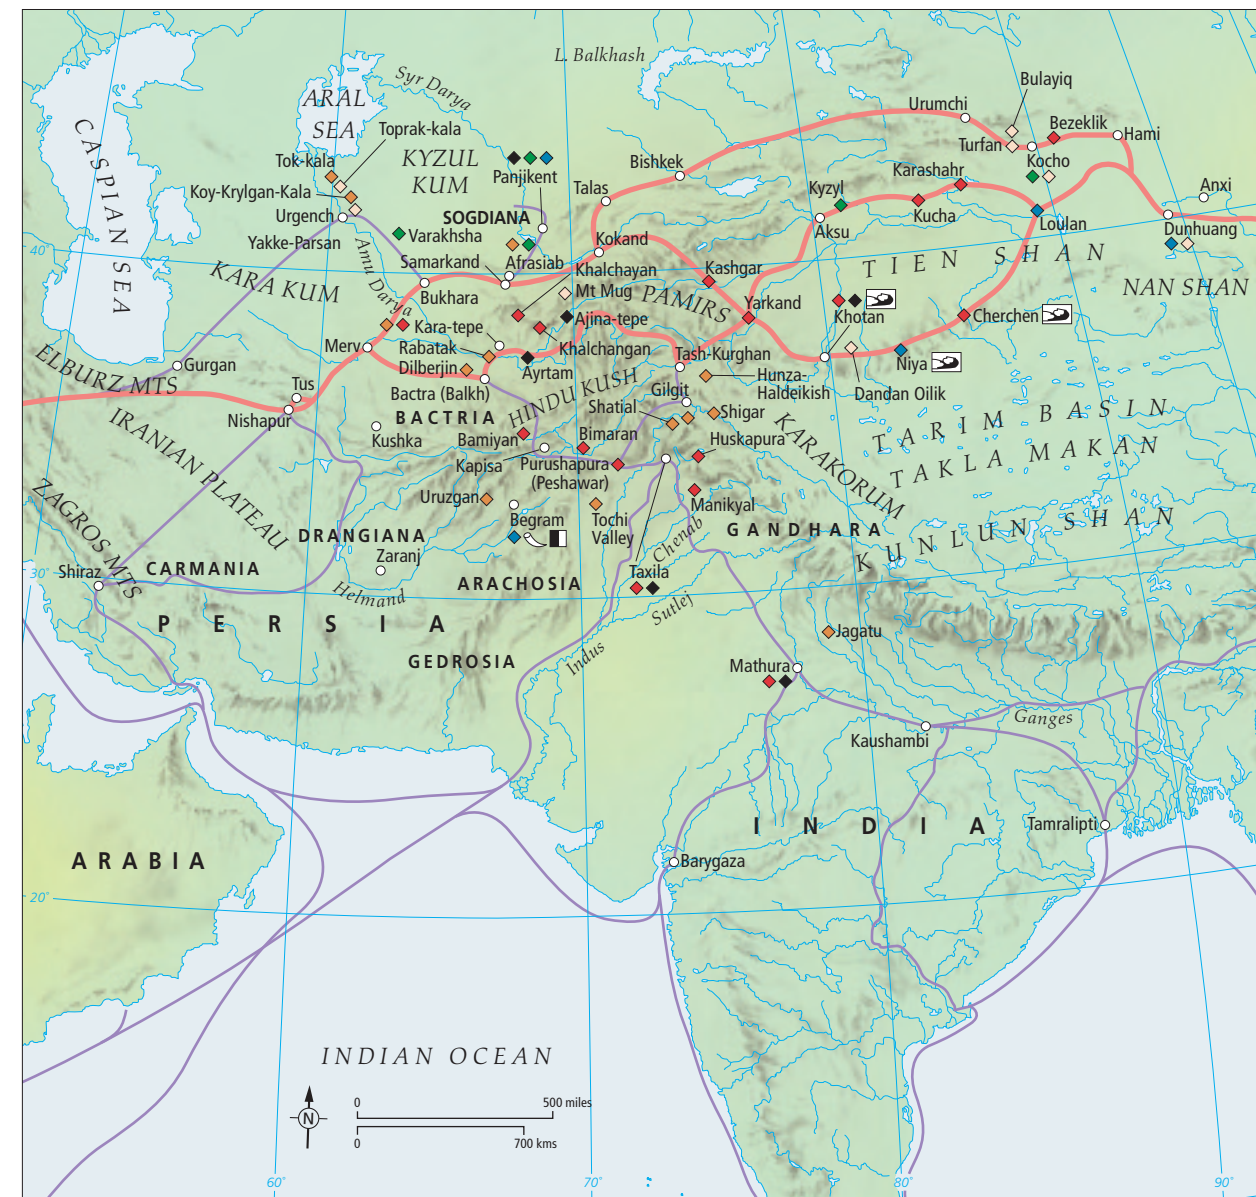 L. Balkhash
Syr Darya
ARAL
SEA
CASPIAN SEA
Bulayiq
Urumchi
Bezeklik
Hami
Turfan
Toprak-kala
Tok-kala
KYZUL
KUM
Kocho
Koy-Krylgan-Kala
Panjikent
Bishkek
Karashahr
Talas
Kyzyl
Anxi
Urgench
SOGDIANA
Kucha
Loulan
Varakhsha
Aksu
Dunhuang
Yakke-Parsan
Kokand
40°
Amu Darya
Samarkand
Afrasiab
Khalchayan
Kashgar
TIEN SHAN
KARA KUM
Mt Mug
PAMIRS
NAN SHAN
Bukhara
Yarkand
Kara-tepe
Ajina-tepe
Khotan
Cherchen
Merv
Rabatak
Khalchangan
ELBURZ MTS
Gurgan
Dilberjin
Ayrtam
Tash-Kurghan
Niya
Tus
Bactra (Balkh)
HINDU KUSH
Gilgit
Hunza-
Haldeikish
Dandan Oilik
Nishapur
BACTRIA
Shatial
Shigar
TARIM BASIN
IRANIAN PLATEAU
Kushka
Bamiyan
Bimaran
Huskapura
KARAKORUM
TAKLA MAKAN
Kapisa
Purushapura
(Peshawar)
ZAGROS MTS
Uruzgan
Manikyal
Begram
Tochi
Valley
Chenab
GANDHARA
KUNLUN SHAN
DRANGIANA
Zaranj
30°
Shiraz
CARMANIA
ARACHOSIA
Taxila
Helmand
Sutlej
PERSIA
Jagatu
GEDROSIA
Indus
Mathura
Ganges
Kaushambi
INDIA
Tamralipti
ARABIA
Barygaza
20°
INDIAN OCEAN
0 500 miles
N
0 700 kms
60° 70° 80° 90°